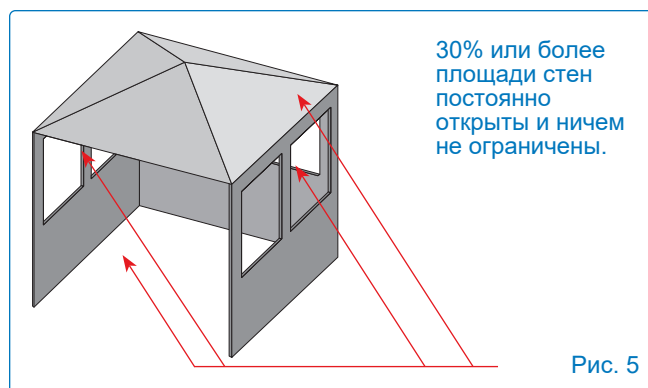 30% или более
площади стен
постоянно
открыты и ничем
не ограничены.
Рис. 5